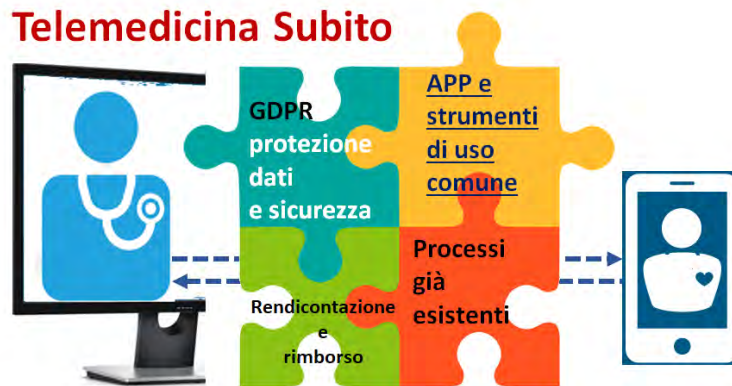 Telemedicina Subito
GDPR
protezione
dati
e sicurezza
APP e
strumenti
di uso
comune
Rendicontazione
e
rimborso
Processi
già
esistenti